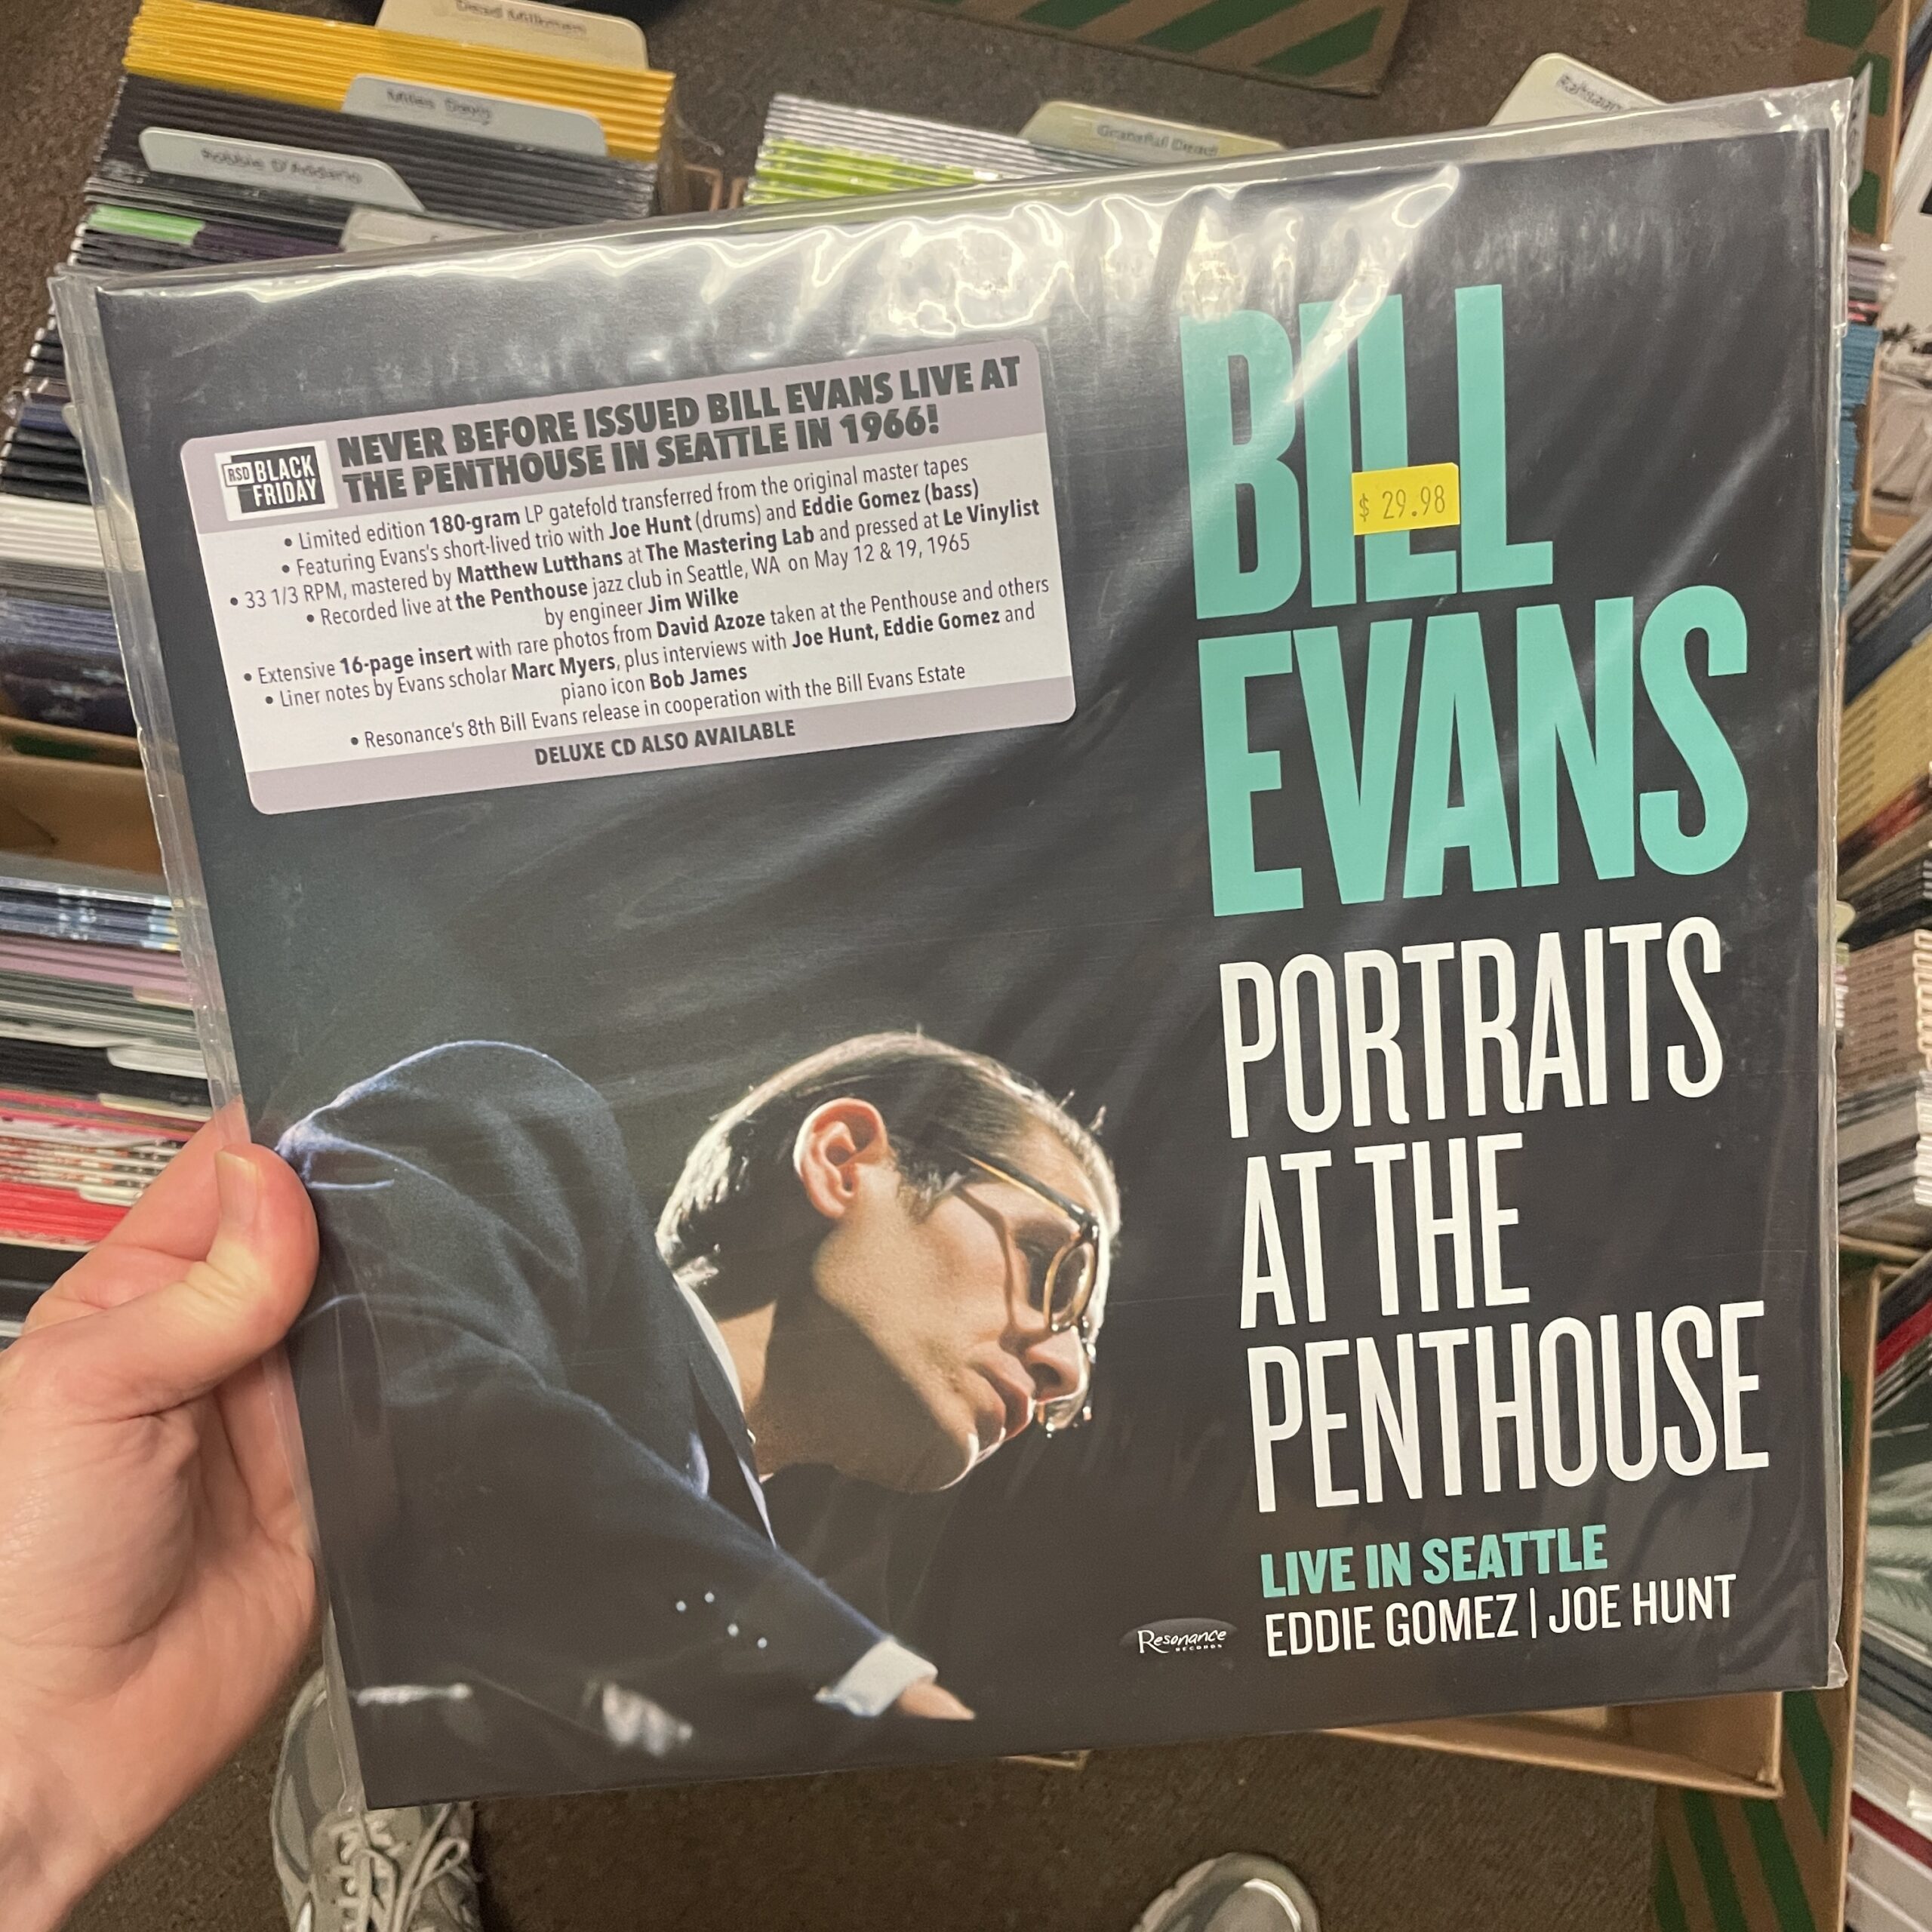 Dead Milkmen
Miles Davis
Robbie D'Addario
Grateful Dead
RSD BLACK
FRIDAY
NEVER BEFORE ISSUED BILL EVANS LIVE AT
THE PENTHOUSE IN SEATTLE IN 1966!
• Limited edition 180-gram LP gatefold transferred from the original master tapes
• Featuring Evans's short-lived trio with Joe Hunt (drums) and Eddie Gomez (bass)
• 33 1/3 RPM, mastered by Matthew Lutthans at The Mastering Lab and pressed at Le Vinylist
• Recorded live at the Penthouse jazz club in Seattle, WA on May 12 & 19, 1965
by engineer Jim Wilke
• Extensive 16-page insert with rare photos from David Azoze taken at the Penthouse and others
• Liner notes by Evans scholar Marc Myers, plus interviews with Joe Hunt, Eddie Gomez and
piano icon Bob James
• Resonance's 8th Bill Evans release in cooperation with the Bill Evans Estate
DELUXE CD ALSO AVAILABLE
BILL
$ 29.98
EVANS
PORTRAITS
AT THE
PENTHOUSE
LIVE IN SEATTLE
EDDIE GOMEZ | JOE HUNT
Resonance
RECORDS